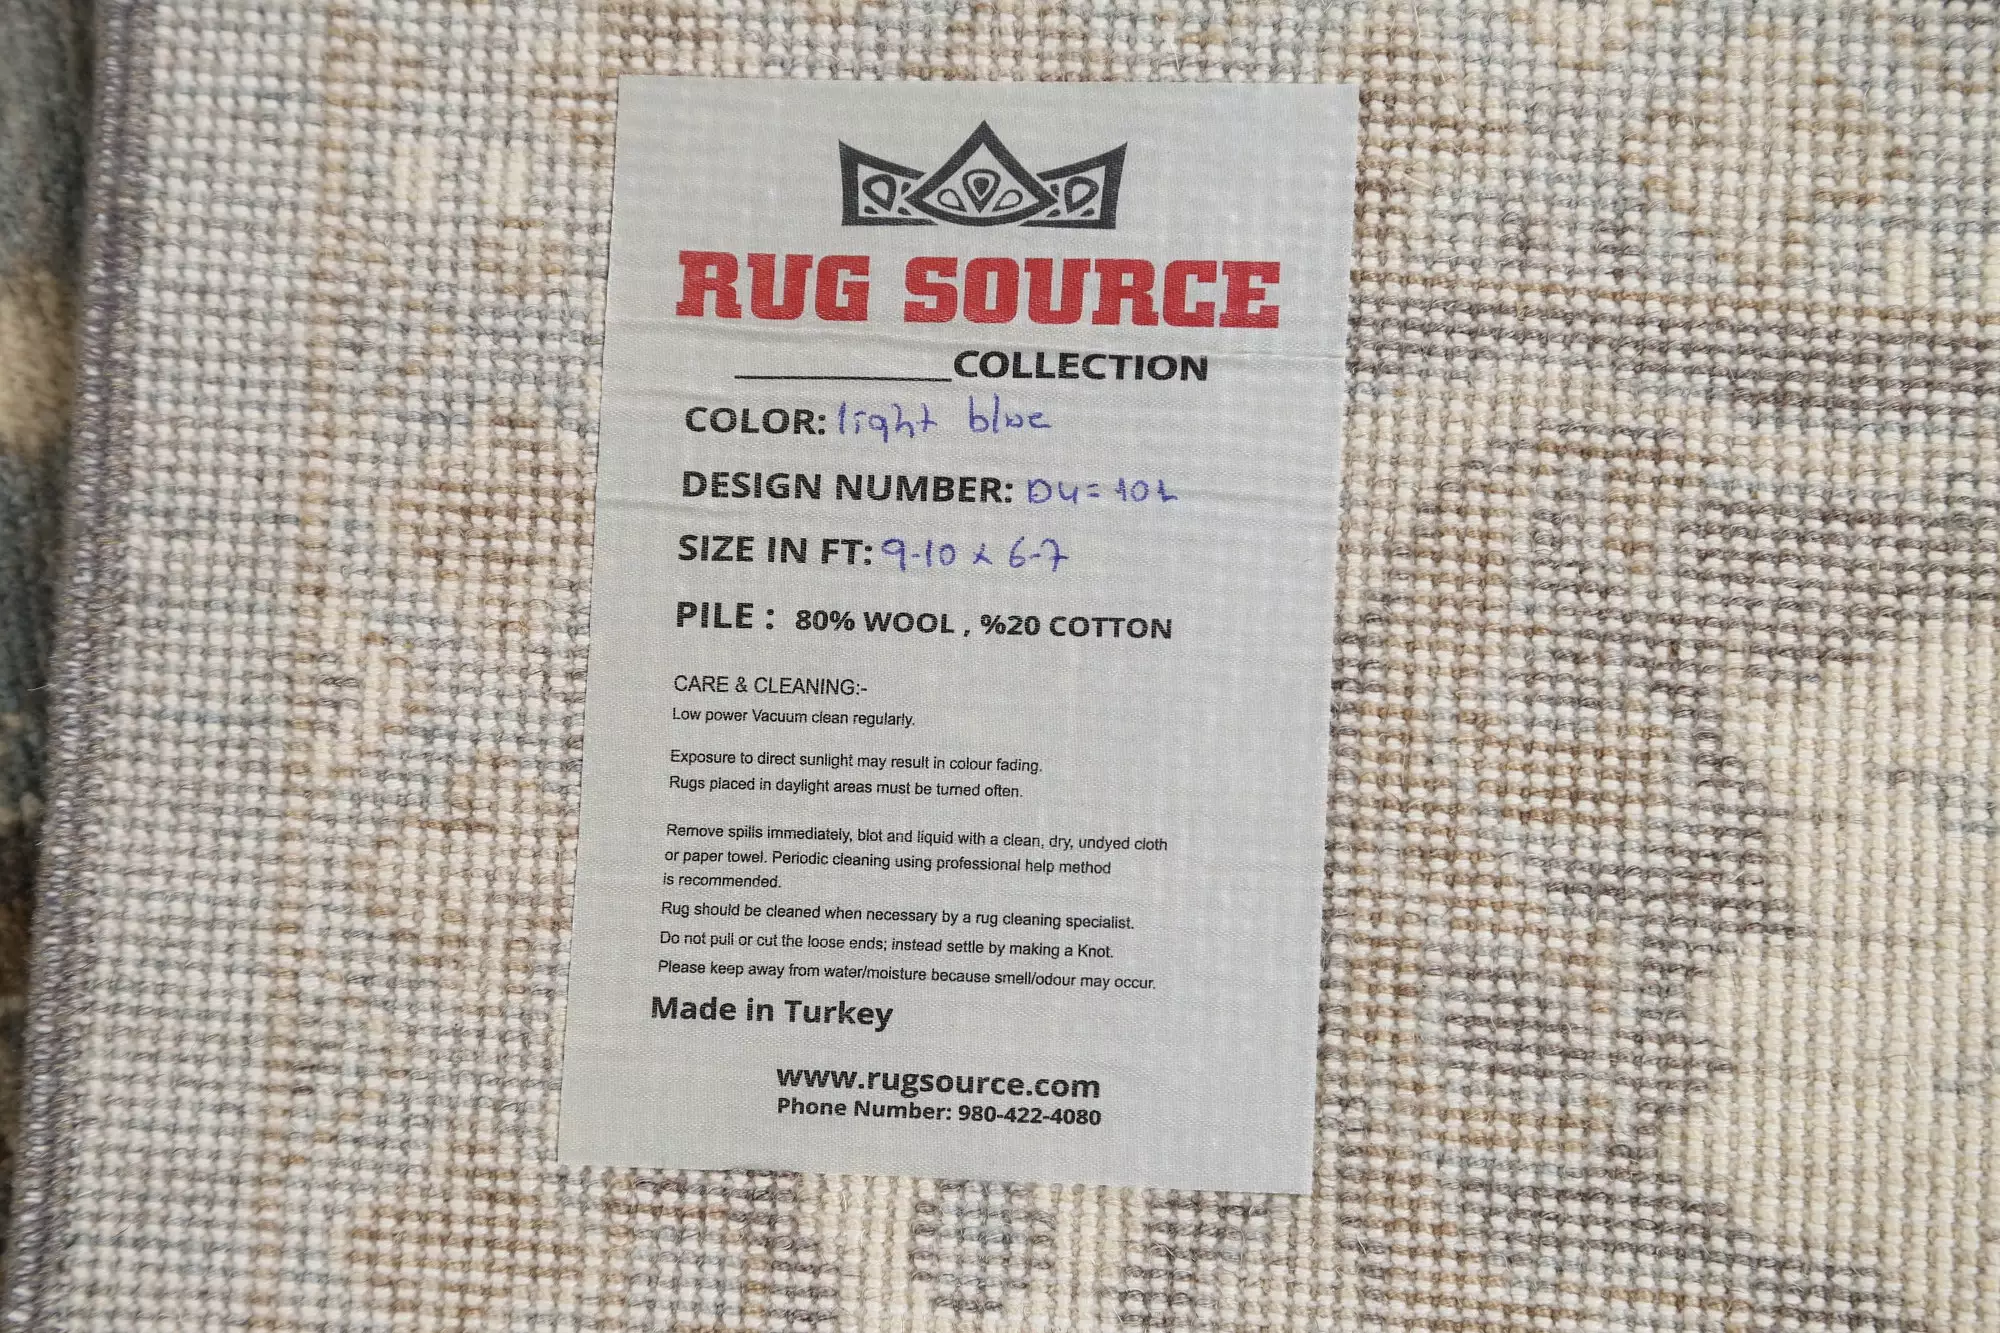 RUG SOURCE
____________COLLECTION
COLOR: light blue
DESIGN NUMBER: D4=101
SIZE IN FT: 9-10 x 6-7
PILE : 80% WOOL , %20 COTTON
CARE & CLEANING:-
Low power Vacuum clean regularly.
Exposure to direct sunlight may result in colour fading.
Rugs placed in daylight areas must be turned often.
Remove spills immediately, blot and liquid with a clean, dry, undyed cloth
or paper towel. Periodic cleaning using professional help method
is recommended.
Rug should be cleaned when necessary by a rug cleaning specialist.
Do not pull or cut the loose ends; instead settle by making a Knot.
Please keep away from water/moisture because smell/odour may occur.
Made in Turkey
www.rugsource.com
Phone Number: 980-422-4080